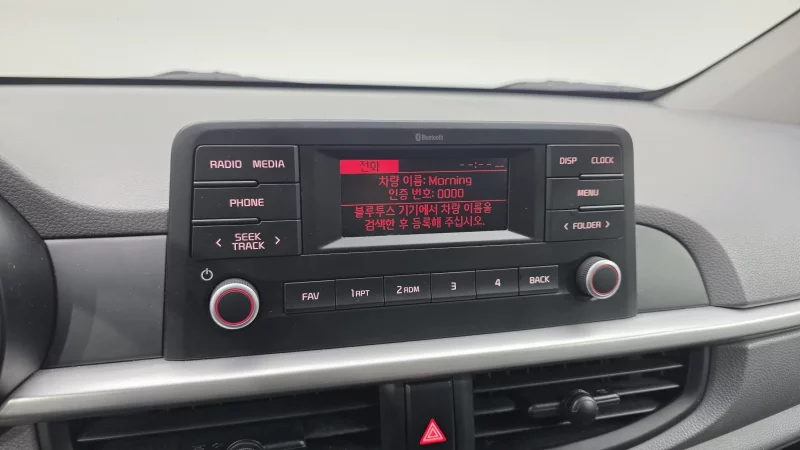 Bluetooth
RADIO MEDIA
PHONE
< SEEK TRACK >
전화 --:--
차량 이름: Morning
인증 번호: 0000
블루투스 기기에서 차량 이름을
검색한 후 등록해 주십시오.
DISP CLOCK
MENU
< FOLDER >
FAV
1 RPT
2 RDM
3
4
BACK